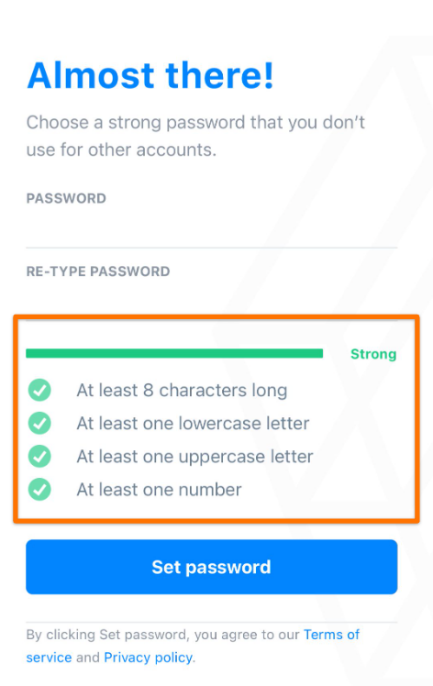 Almost there!
Choose a strong password that you don't
use for other accounts.
PASSWORD
RE-TYPE PASSWORD
Strong
At least 8 characters long
At least one lowercase letter
At least one uppercase letter
At least one number
Set password
By clicking Set password, you agree to our Terms of
service and Privacy policy.